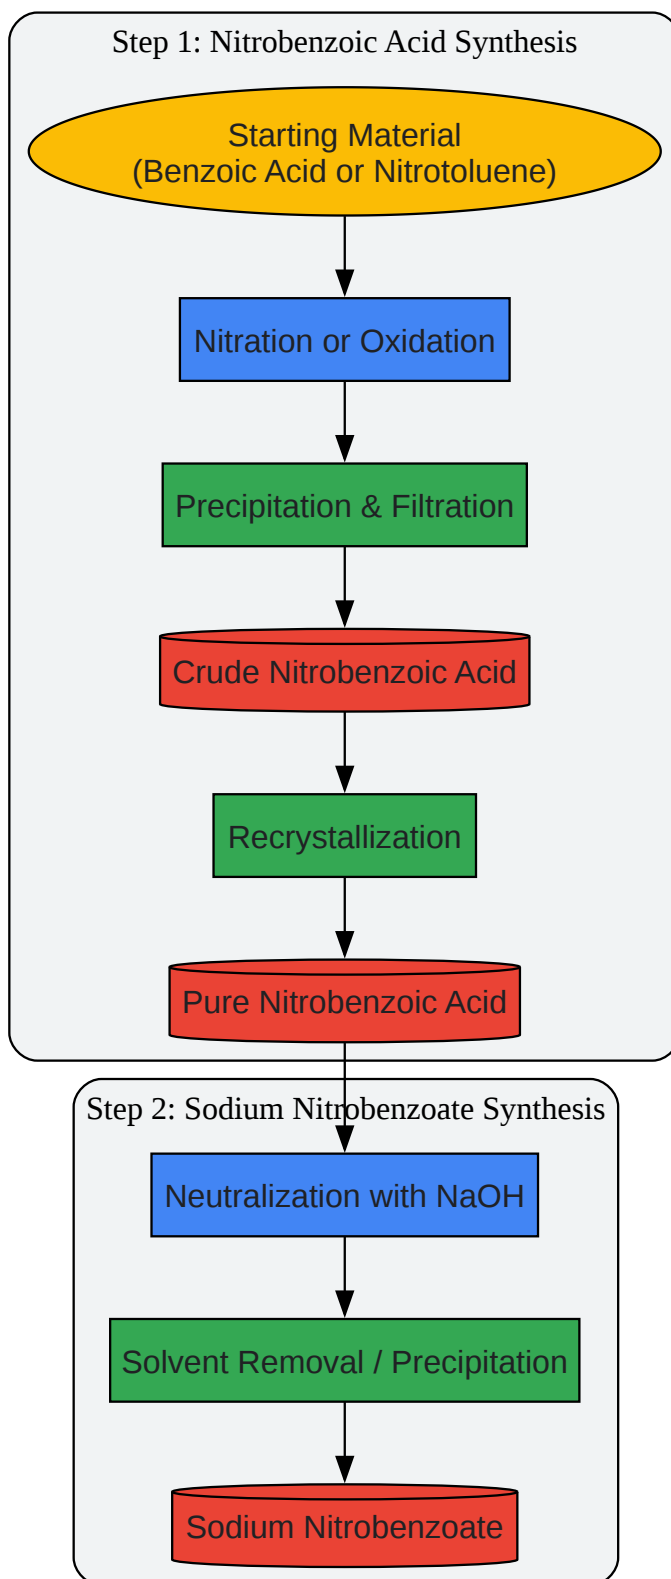 Step 1: Nitrobenzoic Acid Synthesis
Starting Material
(Benzoic Acid or Nitrotoluene)
Nitration or Oxidation
Precipitation & Filtration
Crude Nitrobenzoic Acid
Recrystallization
Pure Nitrobenzoic Acid
Step 2: Sodium Nitrobenzoate Synthesis
Neutralization with NaOH
Solvent Removal / Precipitation
Sodium Nitrobenzoate